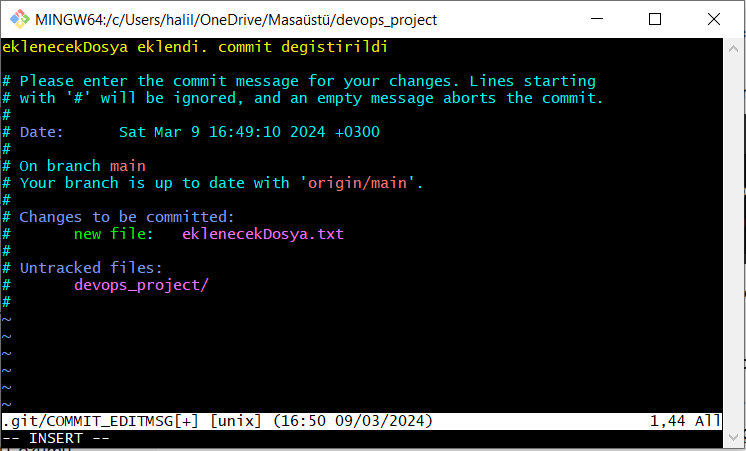 MINGW64:/c/Users/halil/OneDrive/Masaüstü/devops_project
eklenecekDosya eklendi. commit degistirildi
# Please enter the commit message for your changes. Lines starting
# with '#' will be ignored, and an empty message aborts the commit.
#
# Date:      Sat Mar 9 16:49:10 2024 +0300
#
# On branch main
# Your branch is up to date with 'origin/main'.
#
# Changes to be committed:
#       new file:   eklenecekDosya.txt
#
# Untracked files:
#       devops_project/
#
~
~
~
~
~
~
.git/COMMIT_EDITMSG[+] [unix] (16:50 09/03/2024) 1,44 All
-- INSERT --